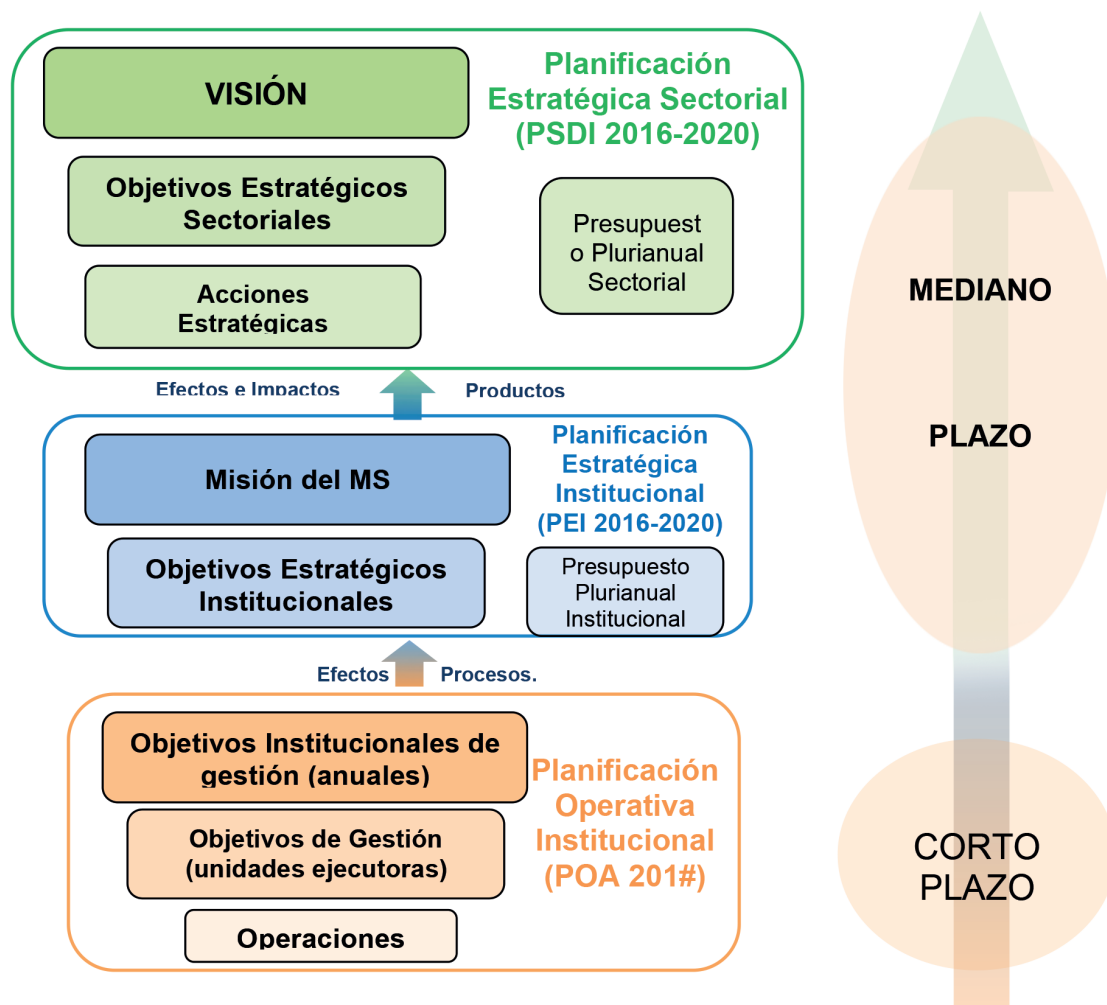 VISIÓN
Planificación
Estratégica Sectorial
(PSDI 2016-2020)
Objetivos Estratégicos
Sectoriales
Presupuest
o Plurianual
Sectorial
Acciones
Estratégicas
Efectos e Impactos
Productos
Misión del MS
Planificación
Estratégica
Institucional
(PEI 2016-2020)
Objetivos Estratégicos
Institucionales
Presupuesto
Plurianual
Institucional
Efectos
Procesos.
Objetivos Institucionales de
gestión (anuales)
Planificación
Operativa
Institucional
(POA 201#)
Objetivos de Gestión
(unidades ejecutoras)
Operaciones
MEDIANO
PLAZO
CORTO
PLAZO